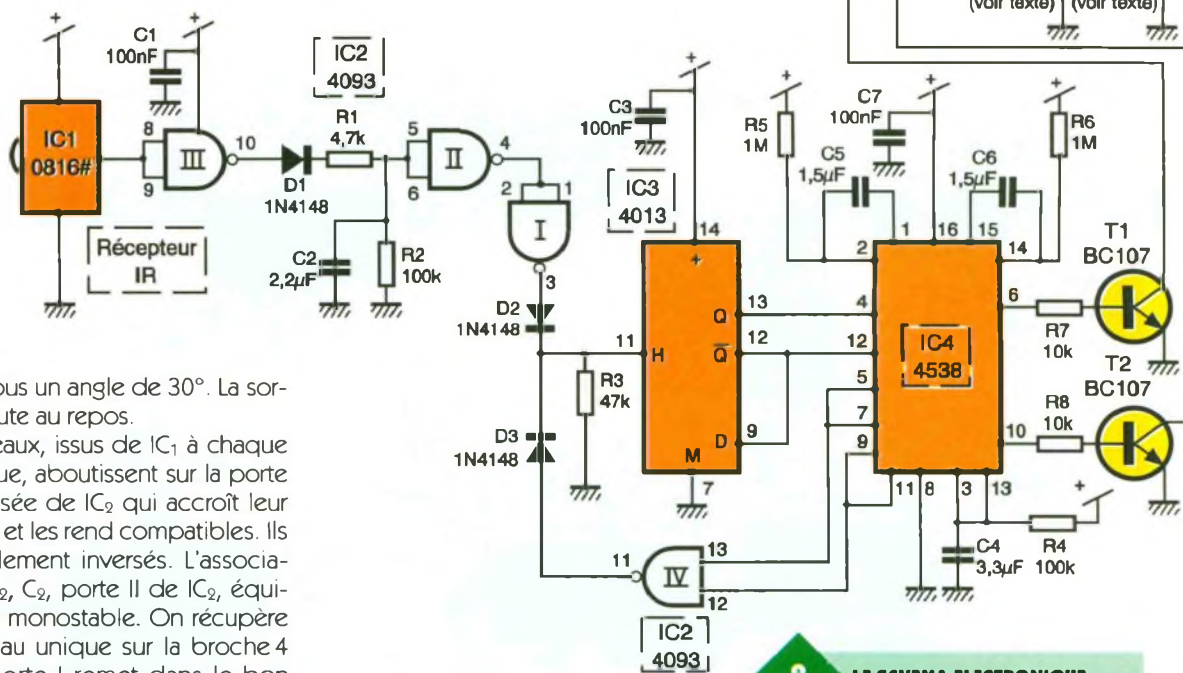 (voir texte) (voir texte)
+
C1
100nF
+
IC2
4093
IC1
0816#
8
9
III
10
D1
1N4148
R1
4,7k
5
6
II
4
2
1
I
3
Récepteur
IR
C2
2,2µF
R2
100k
D2
1N4148
D3
1N4148
R3
47k
+
C3
100nF
IC3
4013
14
+
11
H
Q
13
Q
12
D
9
M
7
+
R5
1M
C5
1,5µF
C7
100nF
+
C6
1,5µF
+
R6
1M
1
16
15
2
14
4
12
5
7
9
6
10
IC4
4538
11
8
3
13
T1
BC107
R7
10k
T2
BC107
R8
10k
C4
3,3µF
R4
100k
+
11
IV
13
12
IC2
4093
ous un angle de 30°. La sor-
ute au repos.
eaux, issus de IC1 à chaque
ue, aboutissent sur la porte
sée de IC2 qui accroît leur
et les rend compatibles. Ils
lement inversés. L'associa-
2, C2, porte II de IC2, équi-
monostable. On récupère
au unique sur la broche 4